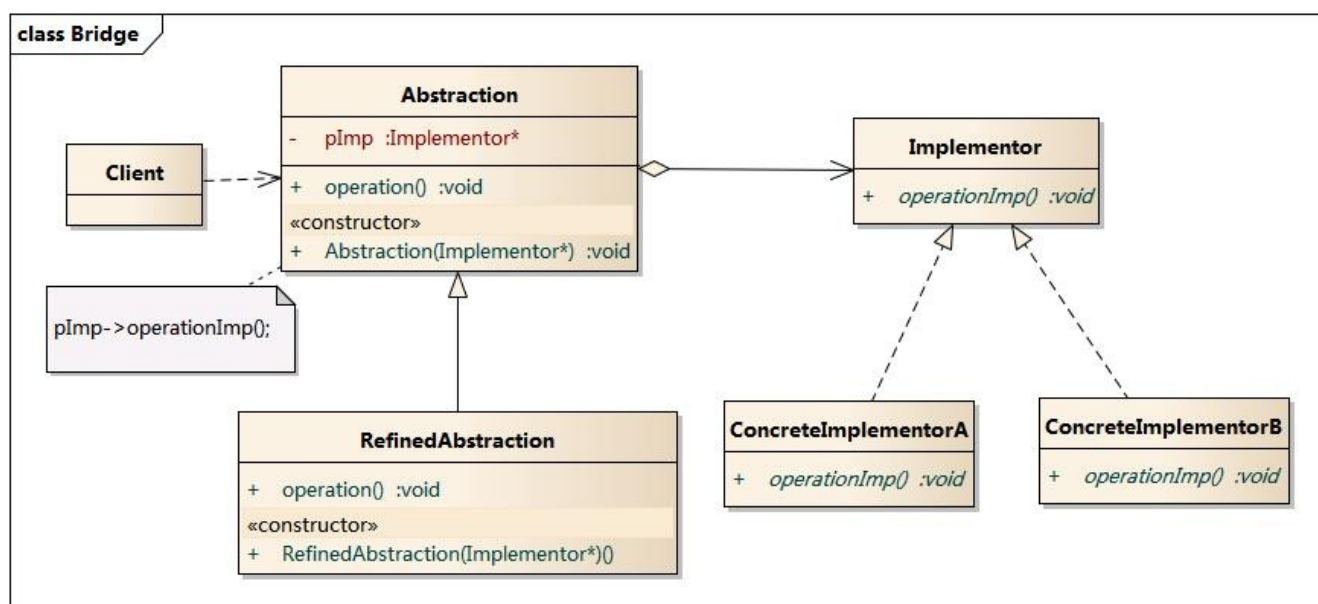 class Bridge
Abstraction
- pImp :Implementor*
+ operation() :void
«constructor»
+ Abstraction(Implementor*) :void
Client
pImp->operationImp();
Implementor
+ operationImp() :void
RefinedAbstraction
+ operation() :void
«constructor»
+ RefinedAbstraction(Implementor*)()
ConcreteImplementorA
+ operationImp() :void
ConcreteImplementorB
+ operationImp() :void